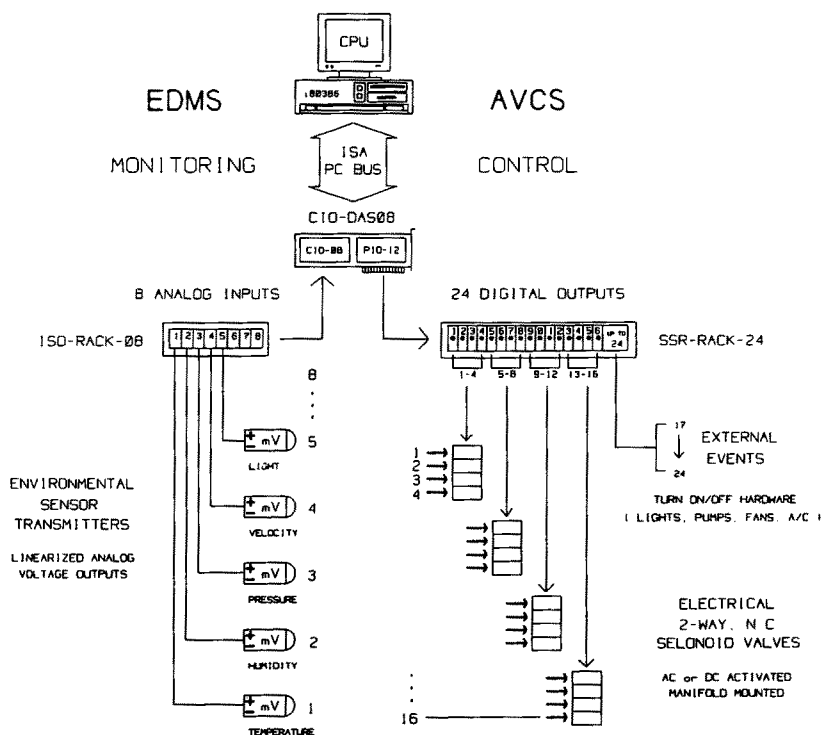 CPU
i80386
EDMS
AVCS
MONITORING
ISA
PC BUS
CONTROL
CIO-DAS08
CIO-08
PIO-12
8 ANALOG INPUTS
24 DIGITAL OUTPUTS
ISO-RACK-08
1 2 3 4 5 6 7 8
1 2 3 4 5 6 7 8 9 0 1 2 3 4 5 6
UP TO
24
SSR-RACK-24
1-4
5-8
9-12
13-16
8
+ - mV 5
LIGHT
+ - mV 4
VELOCITY
+ - mV 3
PRESSURE
+ - mV 2
HUMIDITY
+ - mV 1
TEMPERATURE
ENVIRONMENTAL
SENSOR
TRANSMITTERS
LINEARIZED ANALOG
VOLTAGE OUTPUTS
1
2
3
4
16
17
24
EXTERNAL
EVENTS
TURN ON/OFF HARDWARE
( LIGHTS, PUMPS, FANS, A/C )
ELECTRICAL
2-WAY, N C
SELONOID VALVES
AC or DC ACTIVATED
MANIFOLD MOUNTED